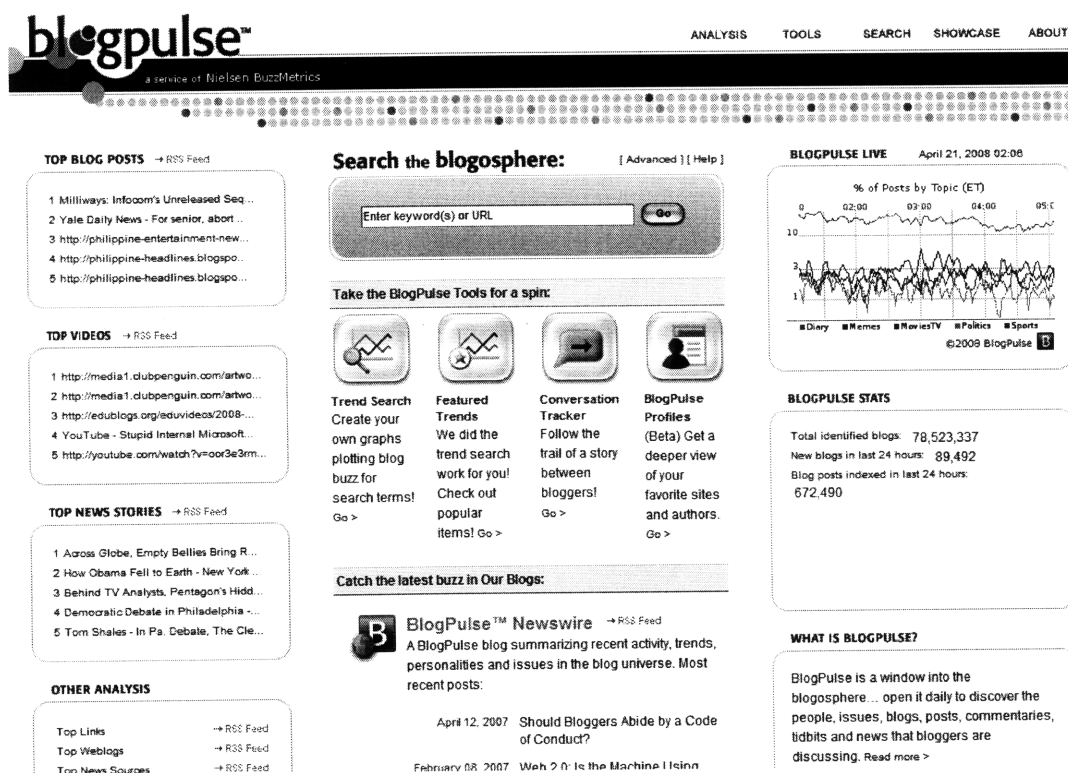 blogpulse™
ANALYSIS TOOLS SEARCH SHOWCASE ABOUT
a service of Nielsen BuzzMetrics
TOP BLOG POSTS → RSS Feed
1 Milliways: Infocom's Unreleased Seq...
2 Yale Daily News - For senior, abort...
3 http://philippine-entertainment-new...
4 http://philippine-headlines.blogspo...
5 http://philippine-headlines.blogspo...
TOP VIDEOS → RSS Feed
1 http://media1.clubpenguin.com/artwo...
2 http://media1.clubpenguin.com/artwo...
3 http://edublogs.org/eduvideos/2008-...
4 YouTube - Stupid Internal Microsoft...
5 http://youtube.com/watch?v=oor3e3rm...
TOP NEWS STORIES → RSS Feed
1 Across Globe, Empty Bellies Bring R...
2 How Obama Fell to Earth - New York...
3 Behind TV Analysts, Pentagon's Hidd...
4 Democratic Debate in Philadelphia -...
5 Tom Shales - In Pa. Debate, The Cle...
OTHER ANALYSIS
Top Links → RSS Feed
Top Weblogs → RSS Feed
Top News Sources → RSS Feed
Search the blogosphere:
[ Advanced ] [ Help ]
Enter keyword(s) or URL
Go
Take the BlogPulse Tools for a spin:
Trend Search
Create your
own graphs
plotting blog
buzz for
search terms!
Go >
Featured
Trends
We did the
trend search
work for you!
Check out
popular
items! Go >
Conversation
Tracker
Follow the
trail of a story
between
bloggers!
Go >
BlogPulse
Profiles
(Beta) Get a
deeper view
of your
favorite sites
and authors.
Go >
Catch the latest buzz in Our Blogs:
B
BlogPulse™ Newswire → RSS Feed
A BlogPulse blog summarizing recent activity, trends,
personalities and issues in the blog universe. Most
recent posts:
April 12, 2007 Should Bloggers Abide by a Code
of Conduct?
February 08, 2007 Web 2.0: Is the Machine Using
BLOGPULSE LIVE April 21, 2008 02:06
% of Posts by Topic (ET)
0 02:00 03:00 04:00 05:0
10
3
1
Diary Memes MoviesTV Politics Sports
©2008 BlogPulse B
BLOGPULSE STATS
Total identified blogs: 78,523,337
New blogs in last 24 hours: 89,492
Blog posts indexed in last 24 hours:
672,490
WHAT IS BLOGPULSE?
BlogPulse is a window into the
blogosphere... open it daily to discover the
people, issues, blogs, posts, commentaries,
tidbits and news that bloggers are
discussing. Read more >